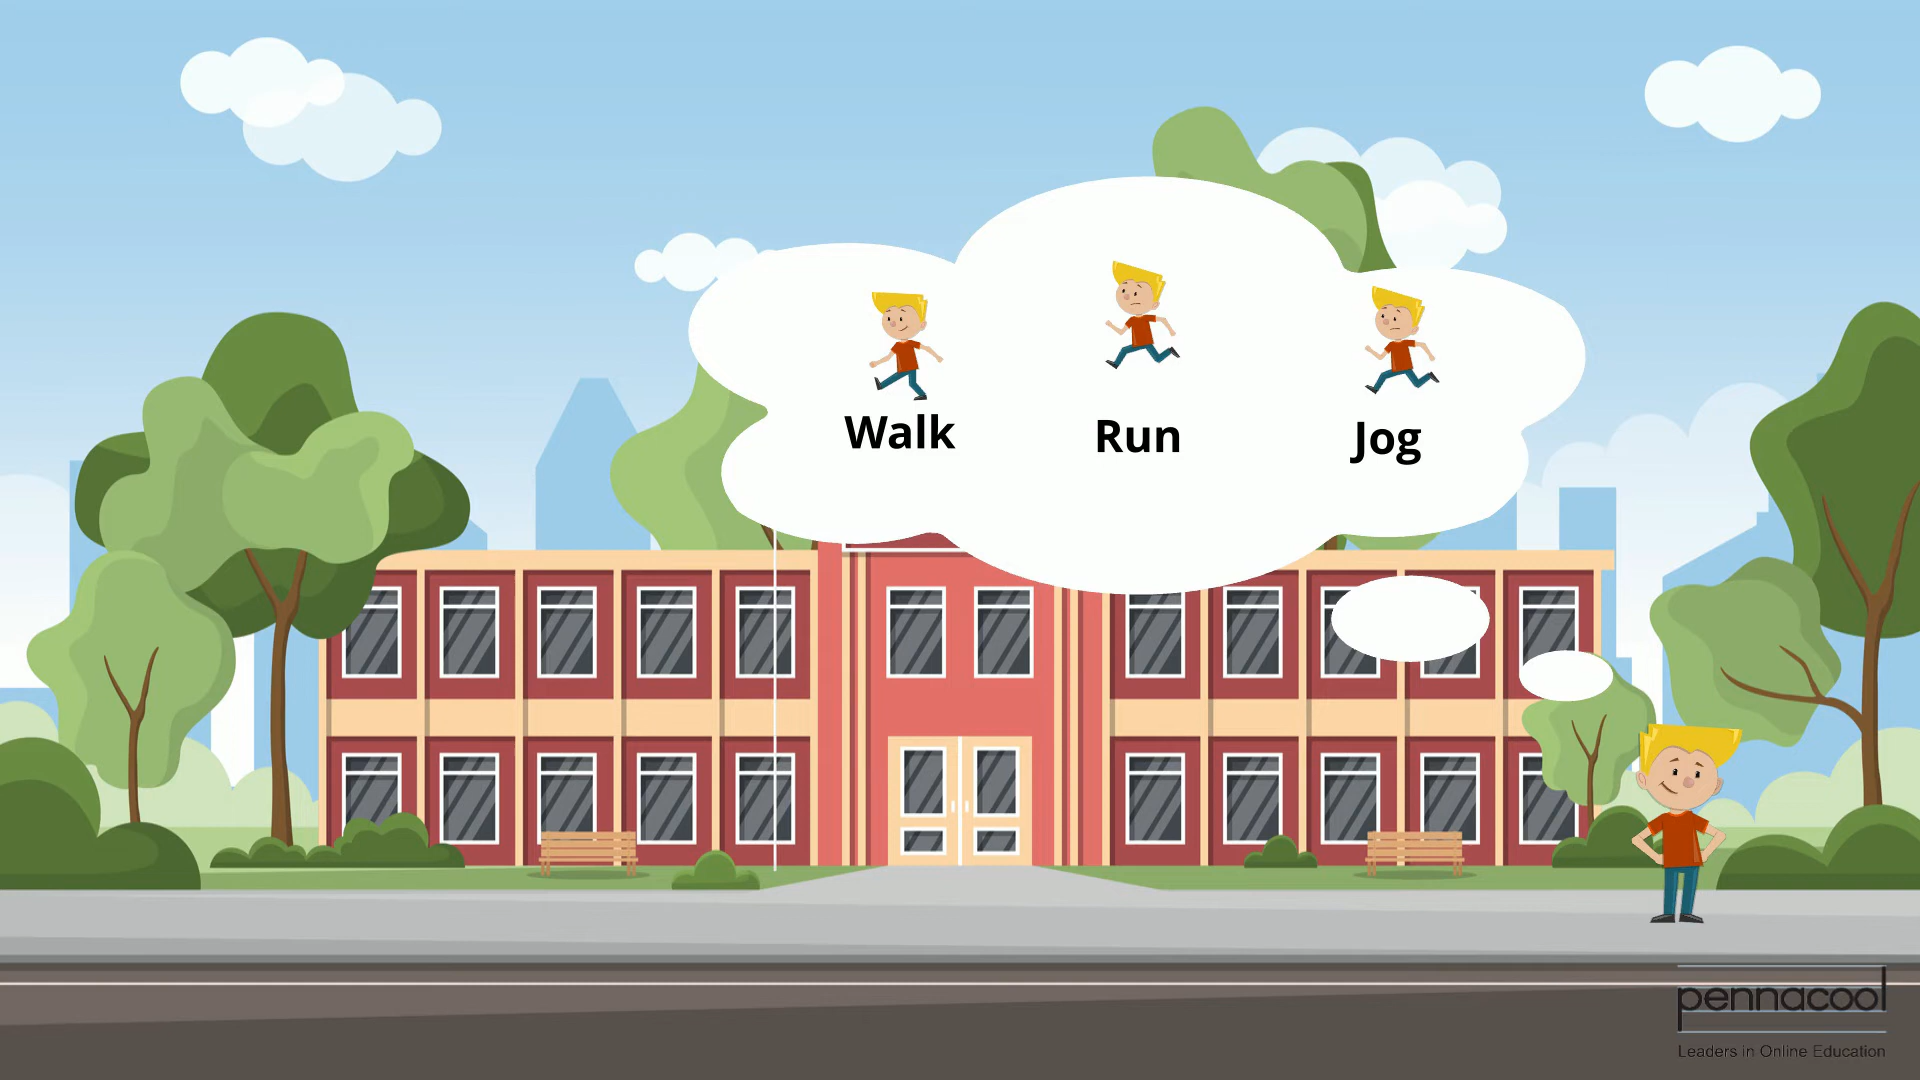 Walk
Run
Jog
pennacool
Leaders in Online Education